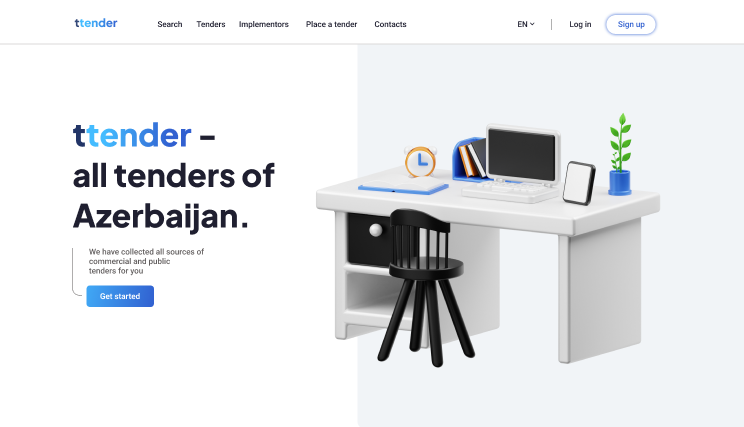 ttender
Search
Tenders
Implementors
Place a tender
Contacts
EN
Log in
Sign up
ttender –
all tenders of
Azerbaijan.
We have collected all sources of
commercial and public
tenders for you
Get started